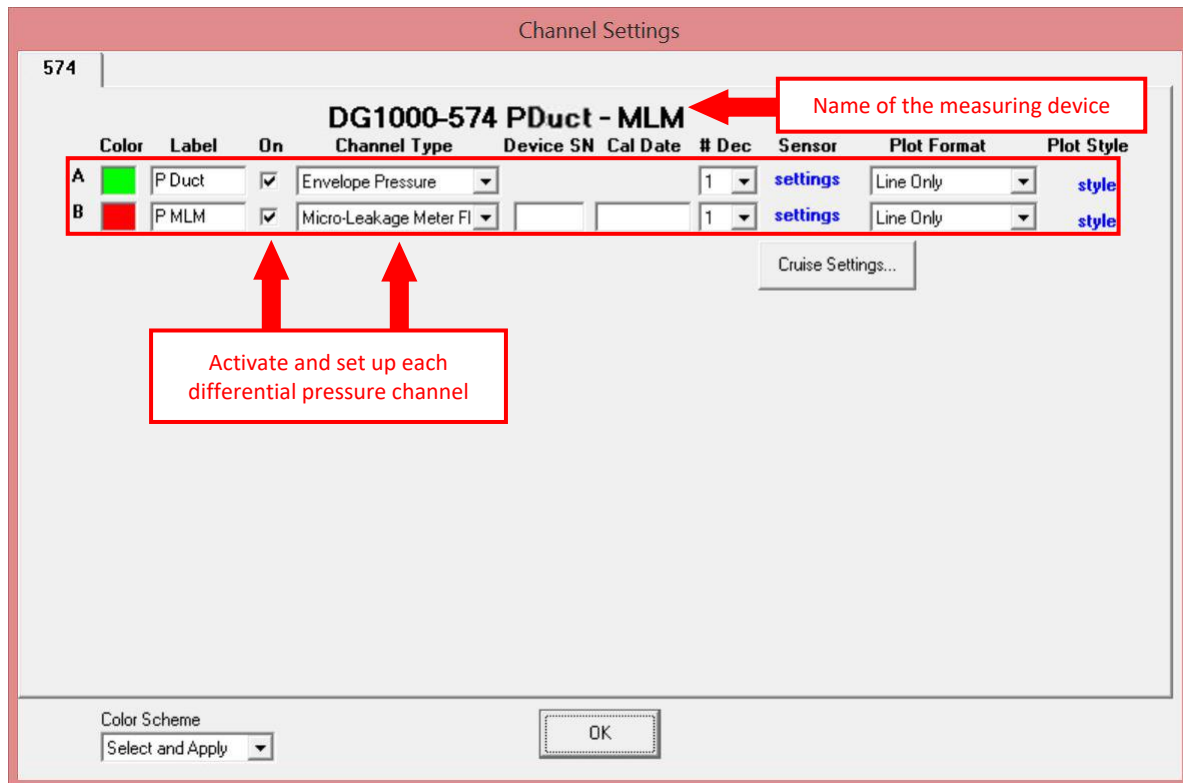 Channel Settings
574
DG1000-574 PDuct - MLM
Name of the measuring device
Color Label On Channel Type Device SN Cal Date # Dec Sensor Plot Format Plot Style
A P Duct Envelope Pressure 1 settings Line Only style
B P MLM Micro-Leakage Meter Fl 1 settings Line Only style
Cruise Settings...
Activate and set up each
differential pressure channel
Color Scheme
Select and Apply
OK